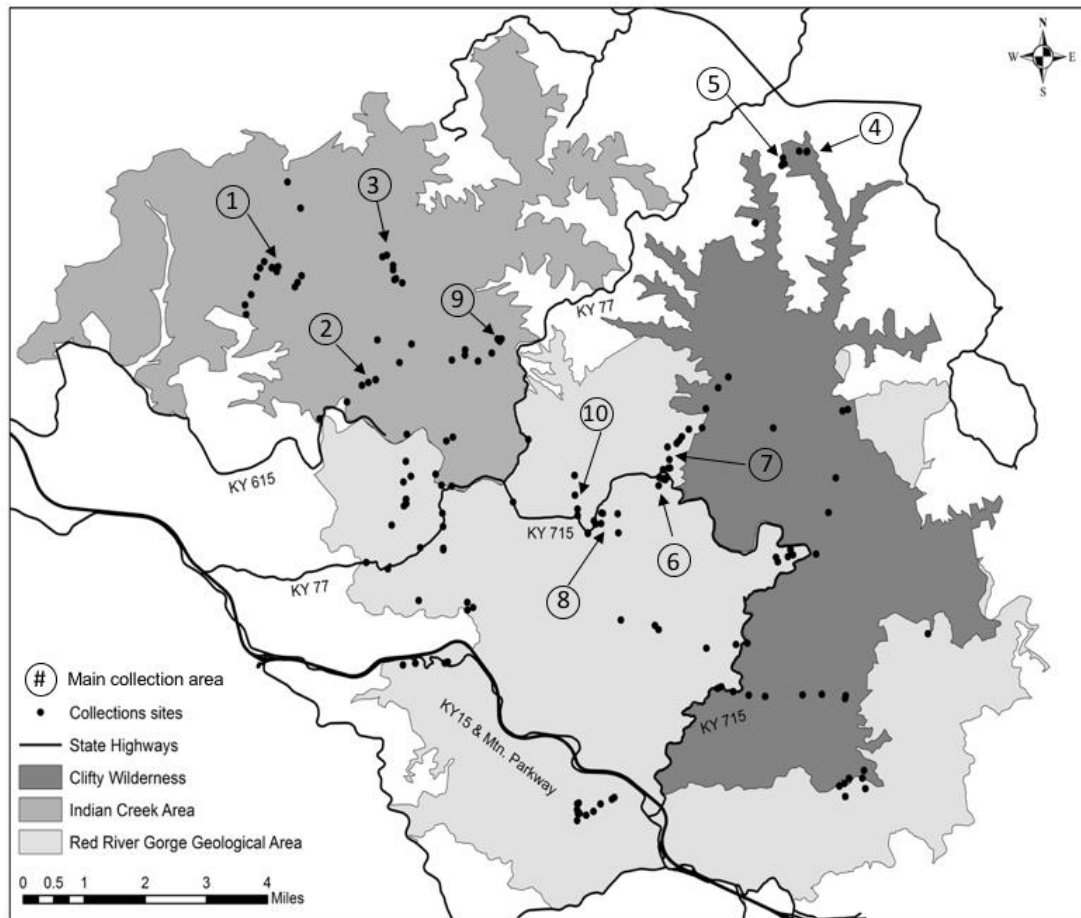 N
W E
S
5
4
1
3
KY 77
9
2
10
7
KY 615
KY 715
6
8
KY 77
# Main collection area
Collections sites
State Highways
Clifty Wilderness
Indian Creek Area
Red River Gorge Geological Area
KY15 & Mtn. Parkway
KY 715
0 0.5 1 2 3 4
Miles